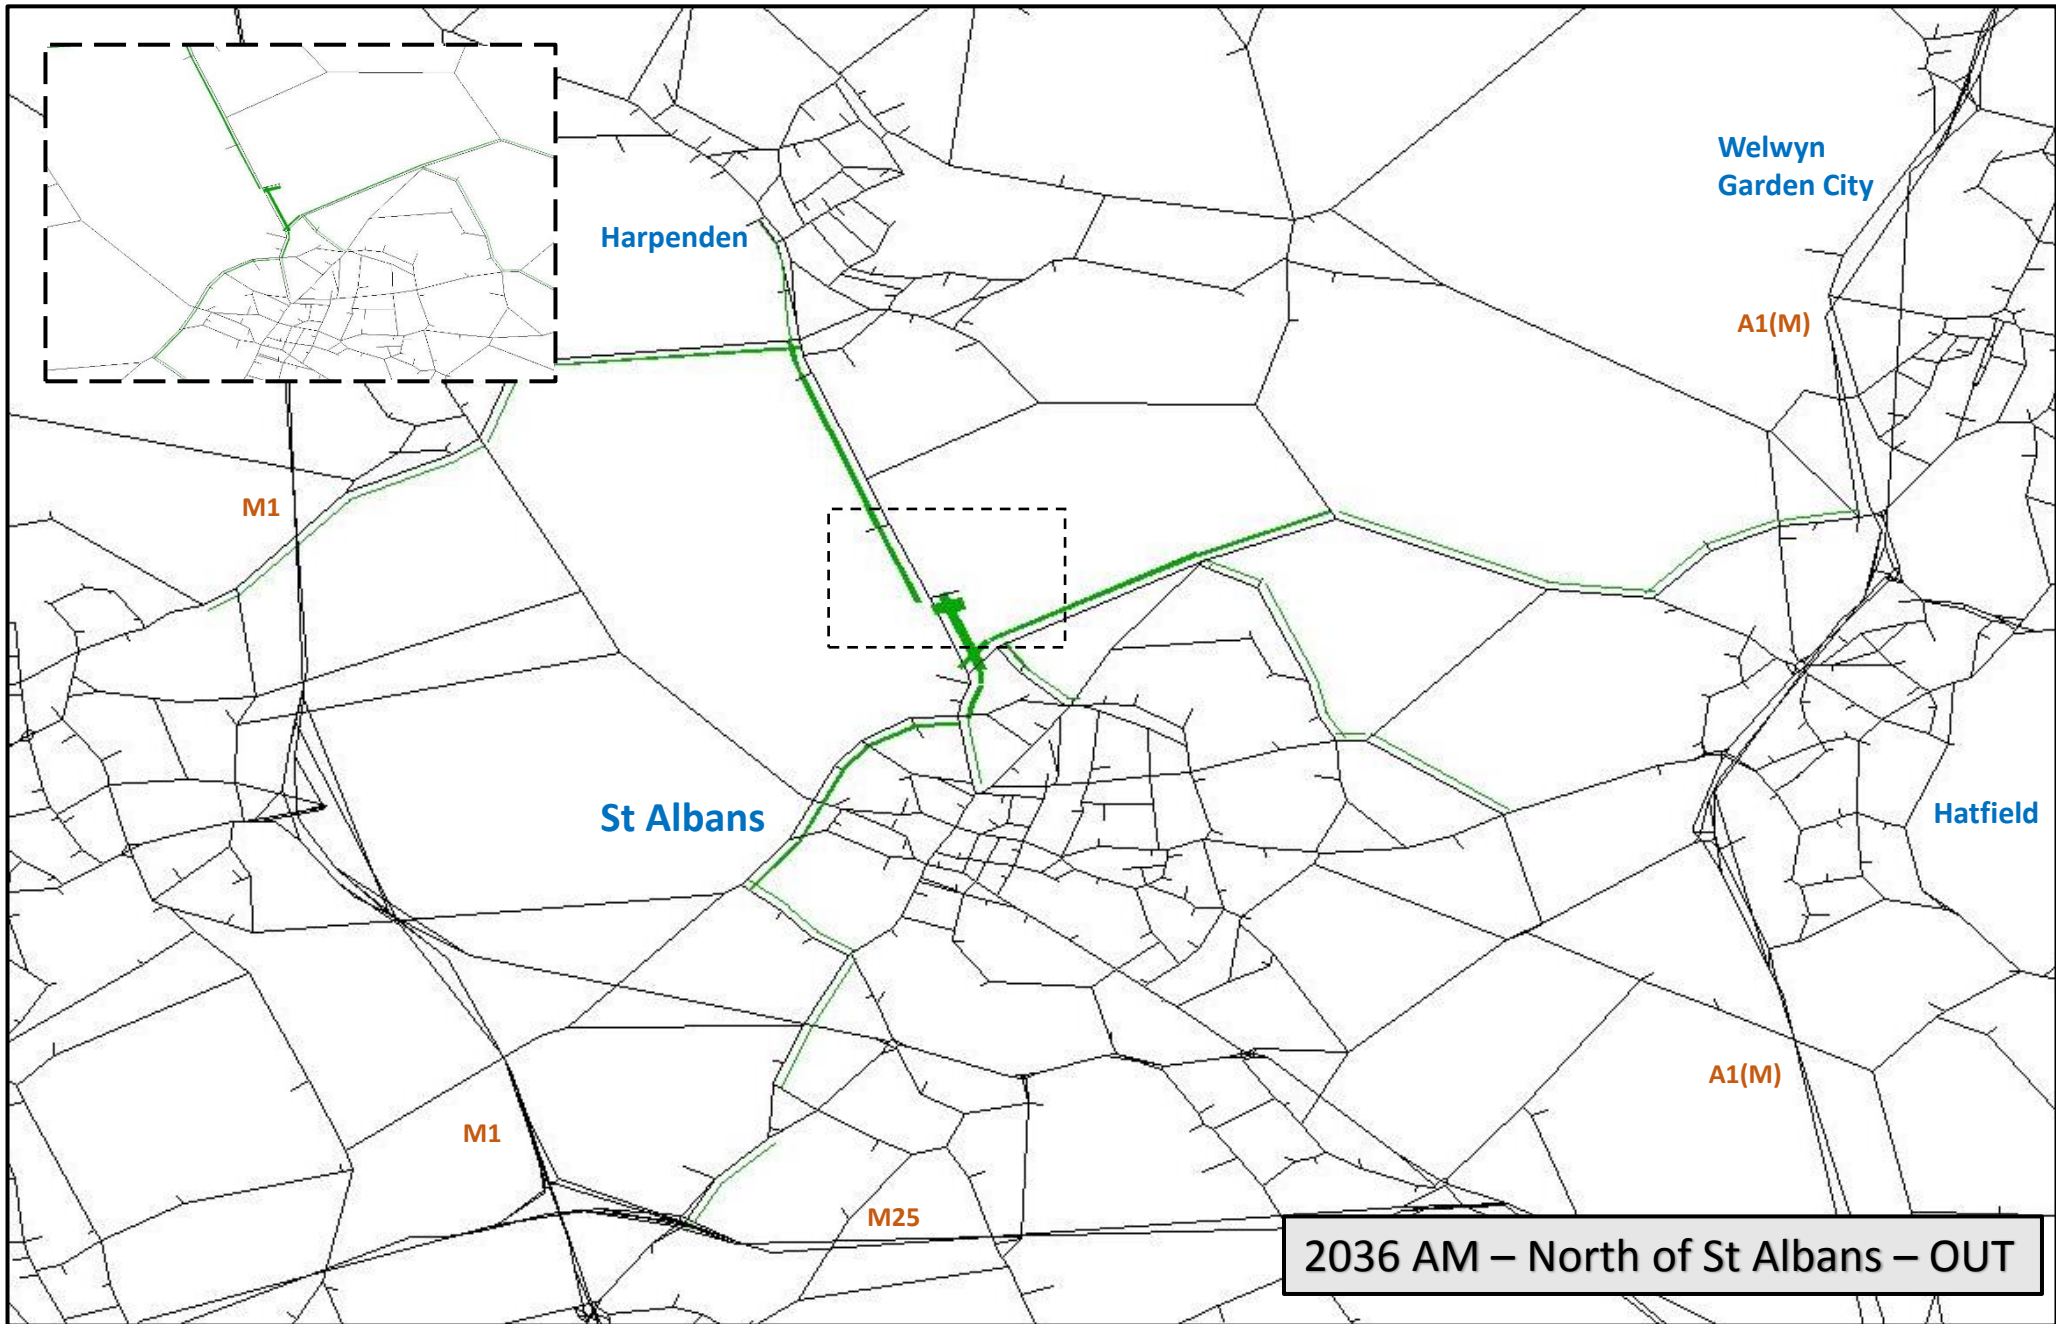 Welwyn
Garden City
Harpenden
A1(M)
M1
St Albans
Hatfield
A1(M)
M1
M25
2036 AM – North of St Albans – OUT